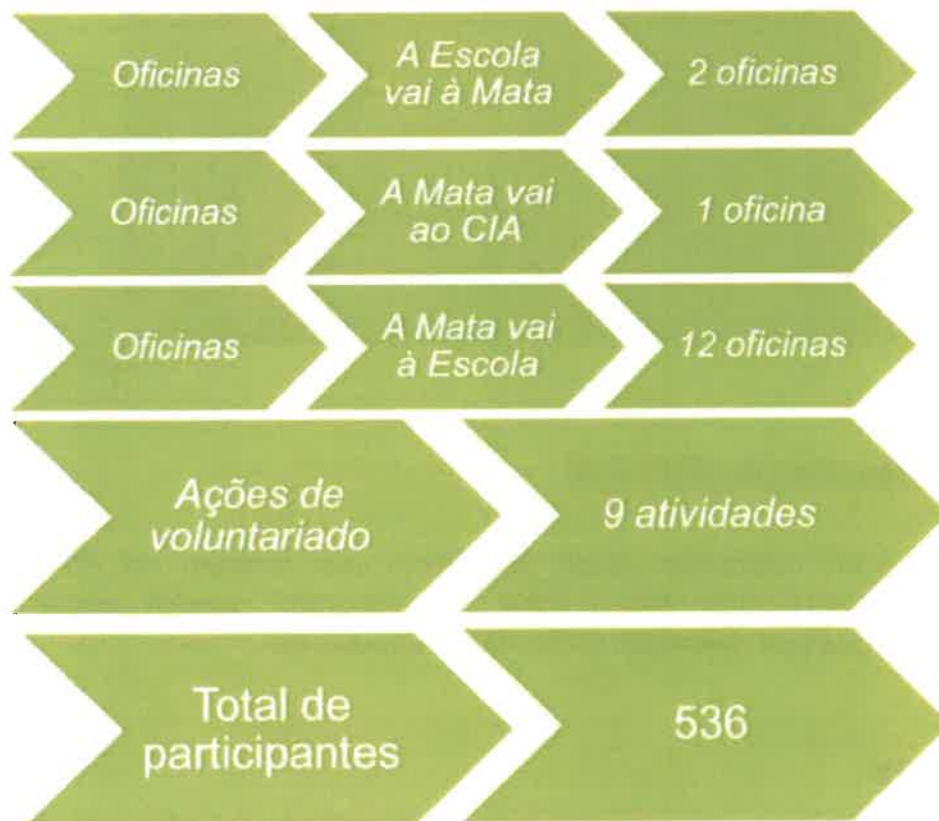 Oficinas
A Escola
vai à Mata
2 oficinas
Oficinas
A Mata vai
ao CIA
1 oficina
Oficinas
A Mata vai
à Escola
12 oficinas
Ações de
voluntariado
9 atividades
Total de
participantes
536